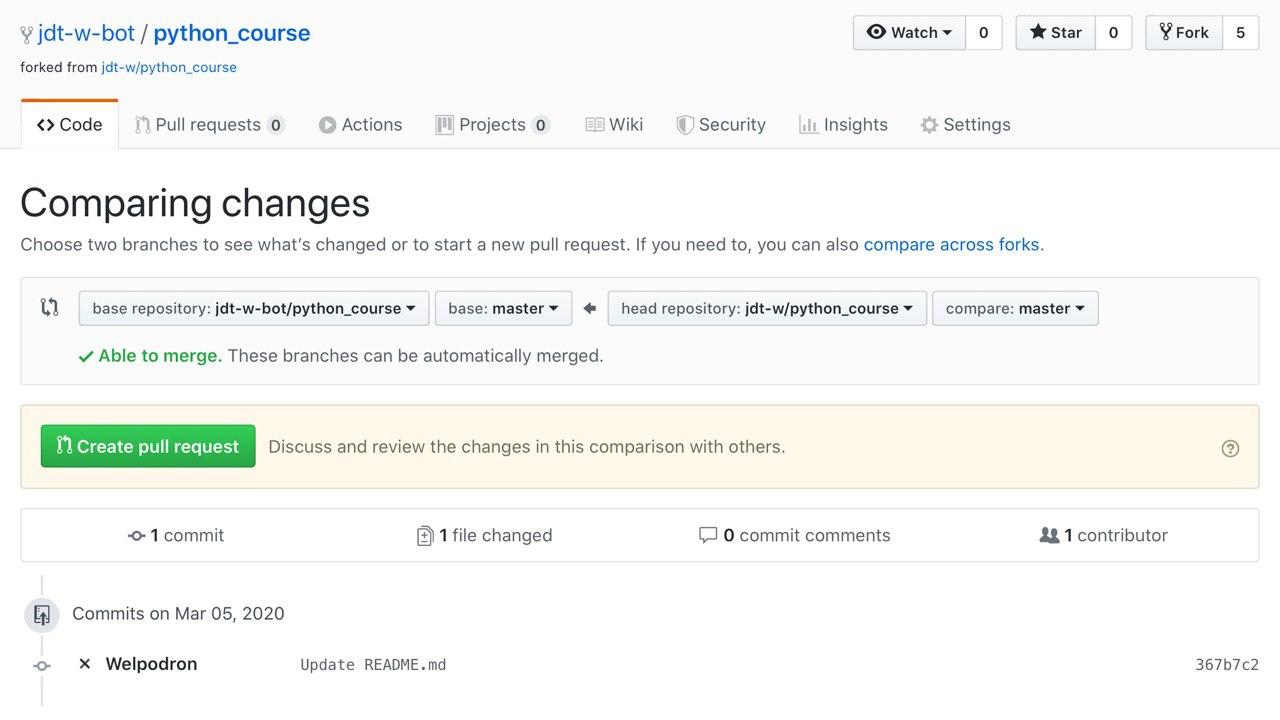 jdt-w-bot / python_course
Watch 0 Star 0 Fork 5
forked from jdt-w/python_course
Code Pull requests 0 Actions Projects 0 Wiki Security Insights Settings
Comparing changes
Choose two branches to see what's changed or to start a new pull request. If you need to, you can also compare across forks.
base repository: jdt-w-bot/python_course base: master head repository: jdt-w/python_course compare: master
Able to merge. These branches can be automatically merged.
Create pull request Discuss and review the changes in this comparison with others.
1 commit 1 file changed 0 commit comments 1 contributor
Commits on Mar 05, 2020
Welpodron Update README.md 367b7c2